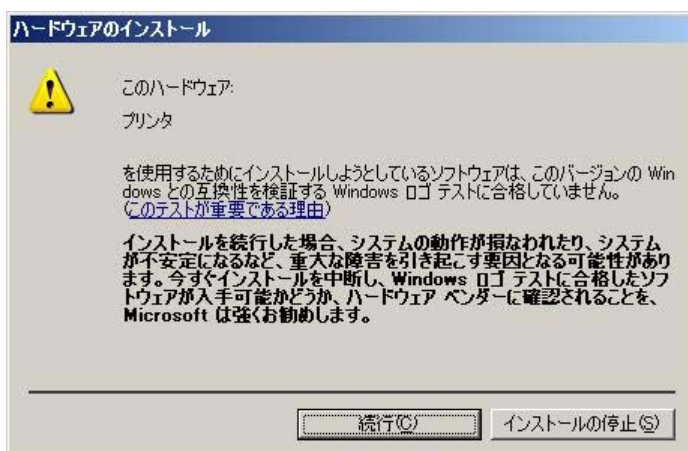 ハードウェアのインストール
このハードウェア:
プリンタ
を使用するためにインストールしようとしているソフトウェアは、このバージョンの Win
dows との互換性を検証する Windows ロゴ テストに合格していません。
(このテストが重要である理由)
インストールを続行した場合、システムの動作が損なわれたり、システム
が不安定になるなど、重大な障害を引き起こす要因となる可能性があり
ます。今すぐインストールを中断し、Windows ロゴ テストに合格したソフ
トウェアが入手可能かどうか、ハードウェア ベンダーに確認されることを、
Microsoft は強くお勧めします。
続行(C)
インストールの停止(S)